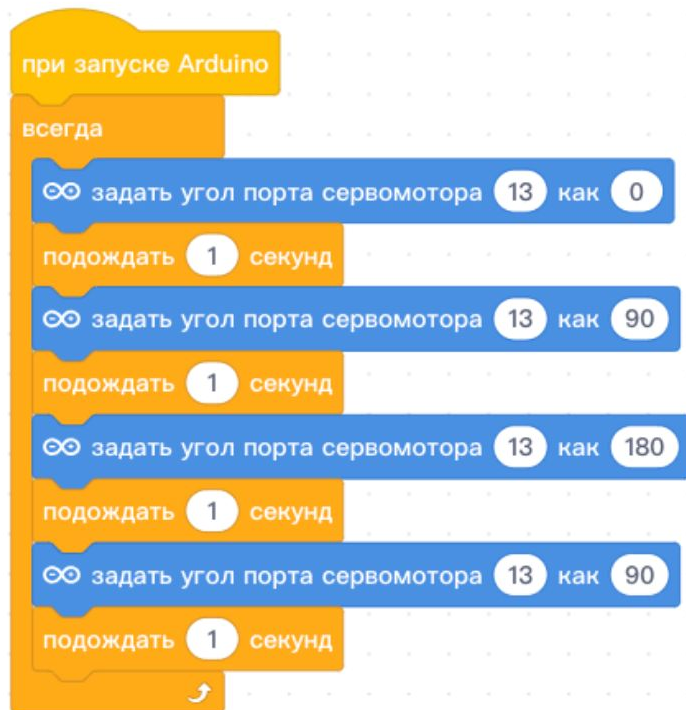 при запуске Arduino
всегда
задать угол порта сервомотора 13 как 0
подождать 1 секунд
задать угол порта сервомотора 13 как 90
подождать 1 секунд
задать угол порта сервомотора 13 как 180
подождать 1 секунд
задать угол порта сервомотора 13 как 90
подождать 1 секунд